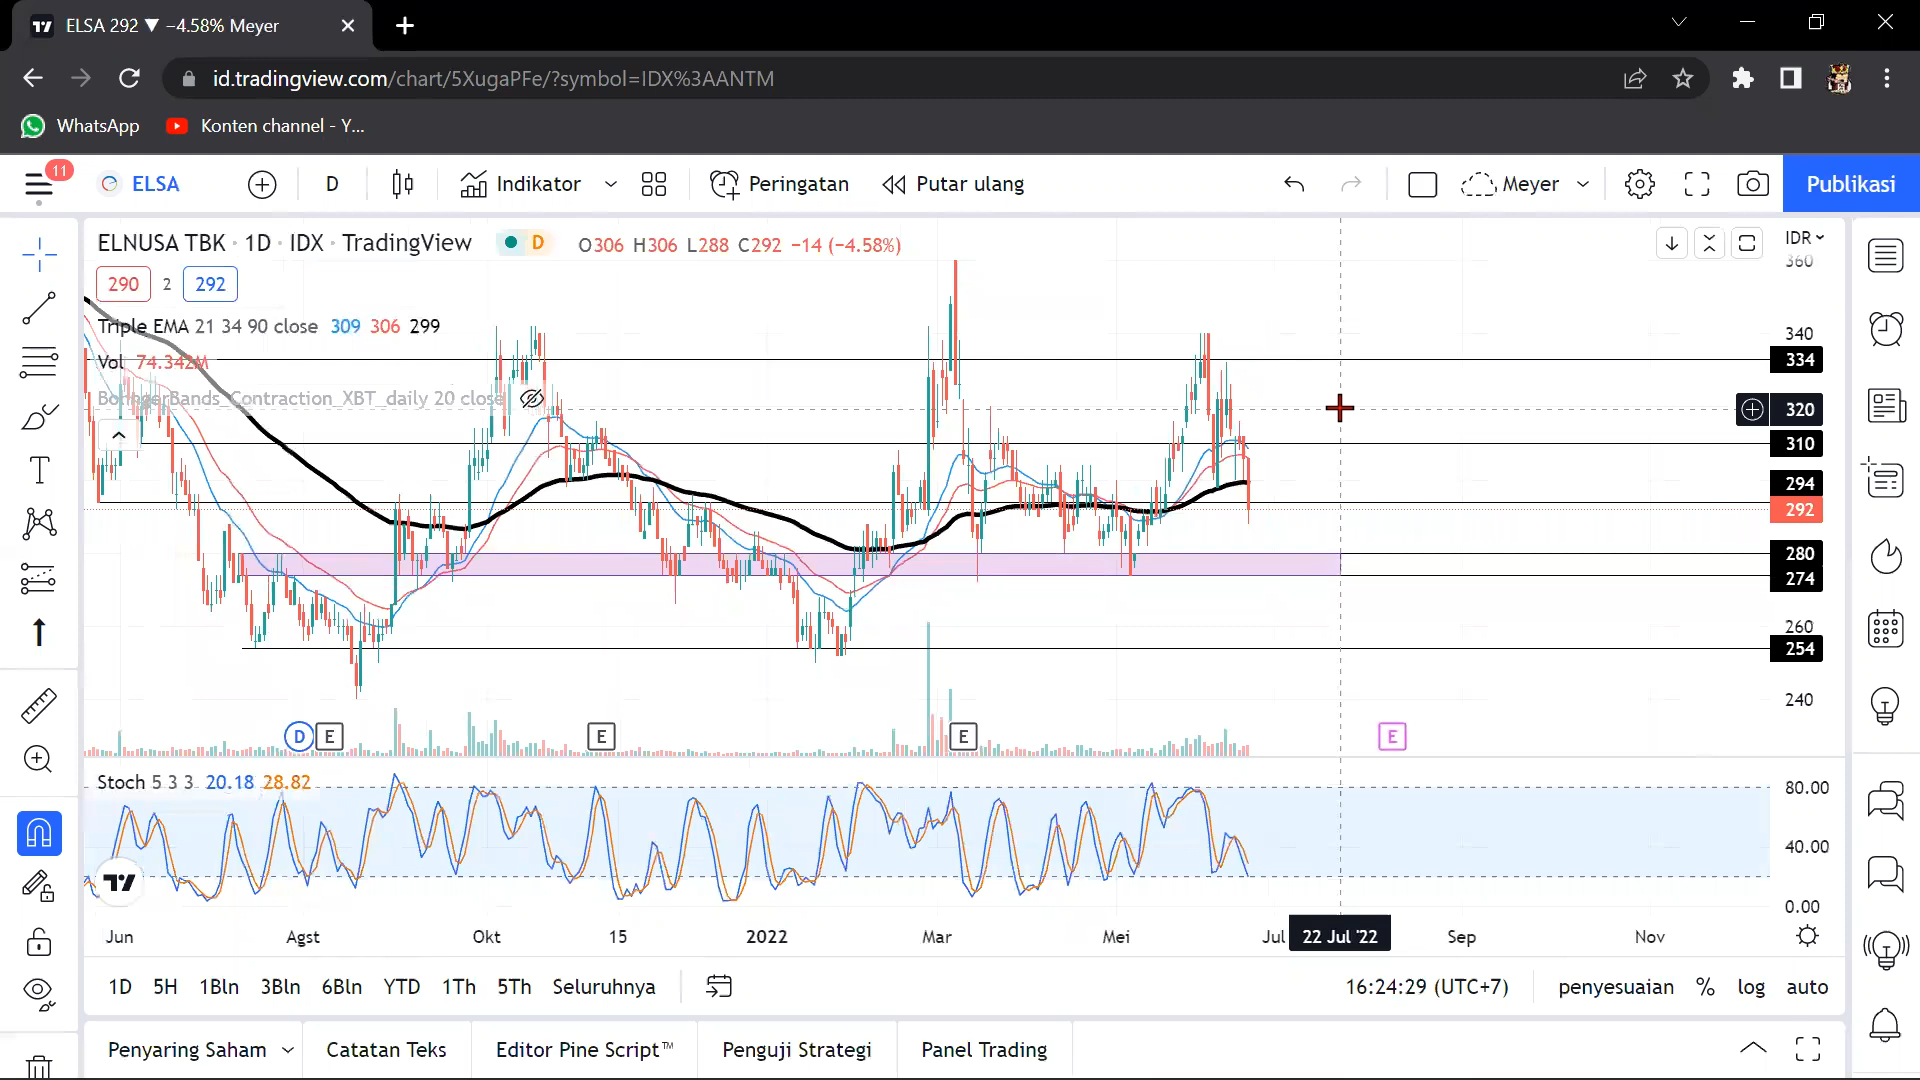 ELSA 292 ▼ −4.58% Meyer
id.tradingview.com/chart/5XugaPFe/?symbol=IDX%3AANTM
WhatsApp
Konten channel - Y...
11
ELSA
D
Indikator
Peringatan
Putar ulang
Meyer
Publikasi
ELNUSA TBK · 1D · IDX · TradingView
D
O306 H306 L288 C292 −14 (−4.58%)
IDR
290
2
292
Triple EMA 21 34 90 close 309 306 299
Vol 74.342M
BollingerBands_Contraction_XBT_daily 20 close
360
340
334
320
310
294
292
280
274
260
254
240
D
E
E
E
E
Stoch 5 3 3 20.18 28.82
80.00
40.00
0.00
Jun
Agst
Okt
15
2022
Mar
Mei
Jul
22 Jul '22
Sep
Nov
1D
5H
1Bln
3Bln
6Bln
YTD
1Th
5Th
Seluruhnya
16:24:29 (UTC+7)
penyesuaian
%
log
auto
Penyaring Saham
Catatan Teks
Editor Pine Script™
Penguji Strategi
Panel Trading